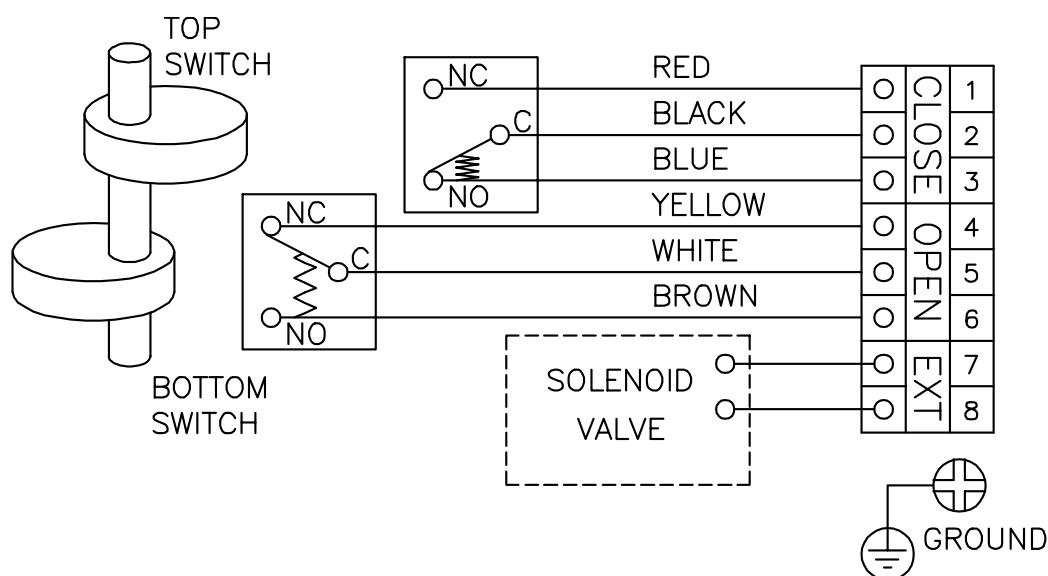 TOP
SWITCH
NC
C
NO
RED
BLACK
BLUE
YELLOW
WHITE
BROWN
NC
C
NO
BOTTOM
SWITCH
SOLENOID
VALVE
CLOSE
OPEN
EXT
1
2
3
4
5
6
7
8
GROUND